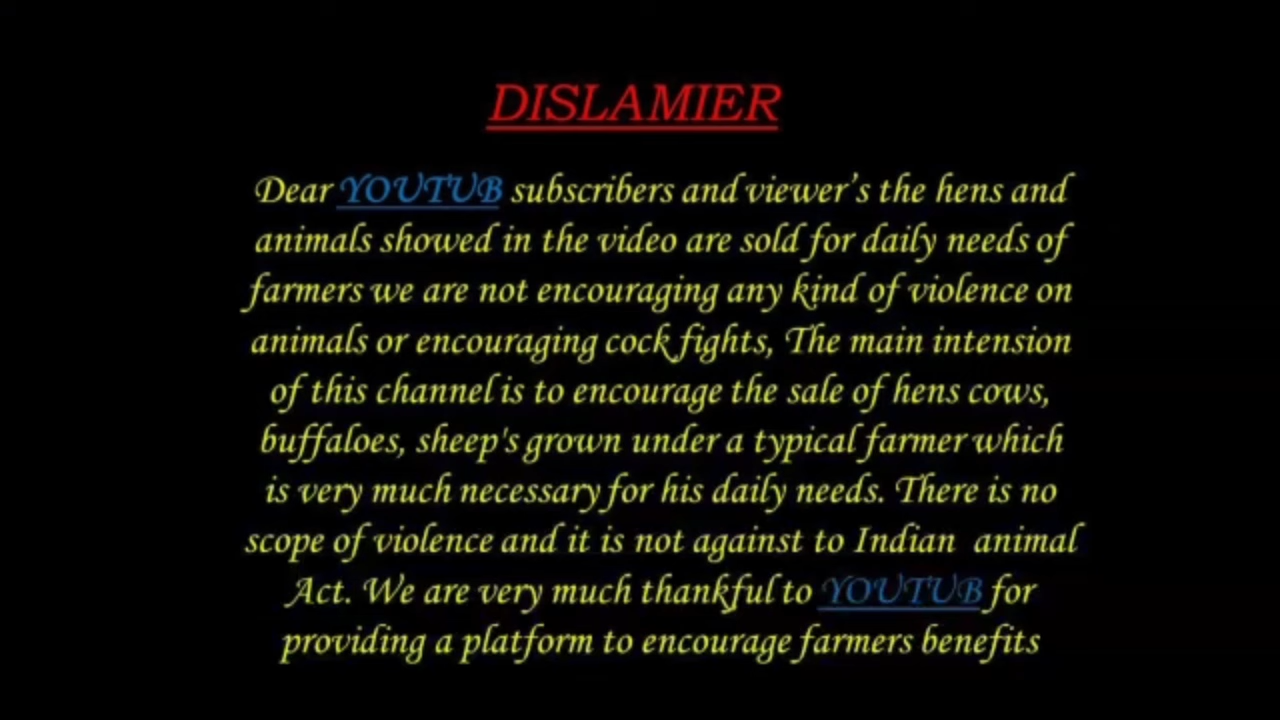 DISLAMIER
Dear YOUTUB subscribers and viewer's the hens and
animals showed in the video are sold for daily needs of
farmers we are not encouraging any kind of violence on
animals or encouraging cock fights, The main intension
of this channel is to encourage the sale of hens cows,
buffaloes, sheep's grown under a typical farmer which
is very much necessary for his daily needs. There is no
scope of violence and it is not against to Indian animal
Act. We are very much thankful to YOUTUB for
providing a platform to encourage farmers benefits